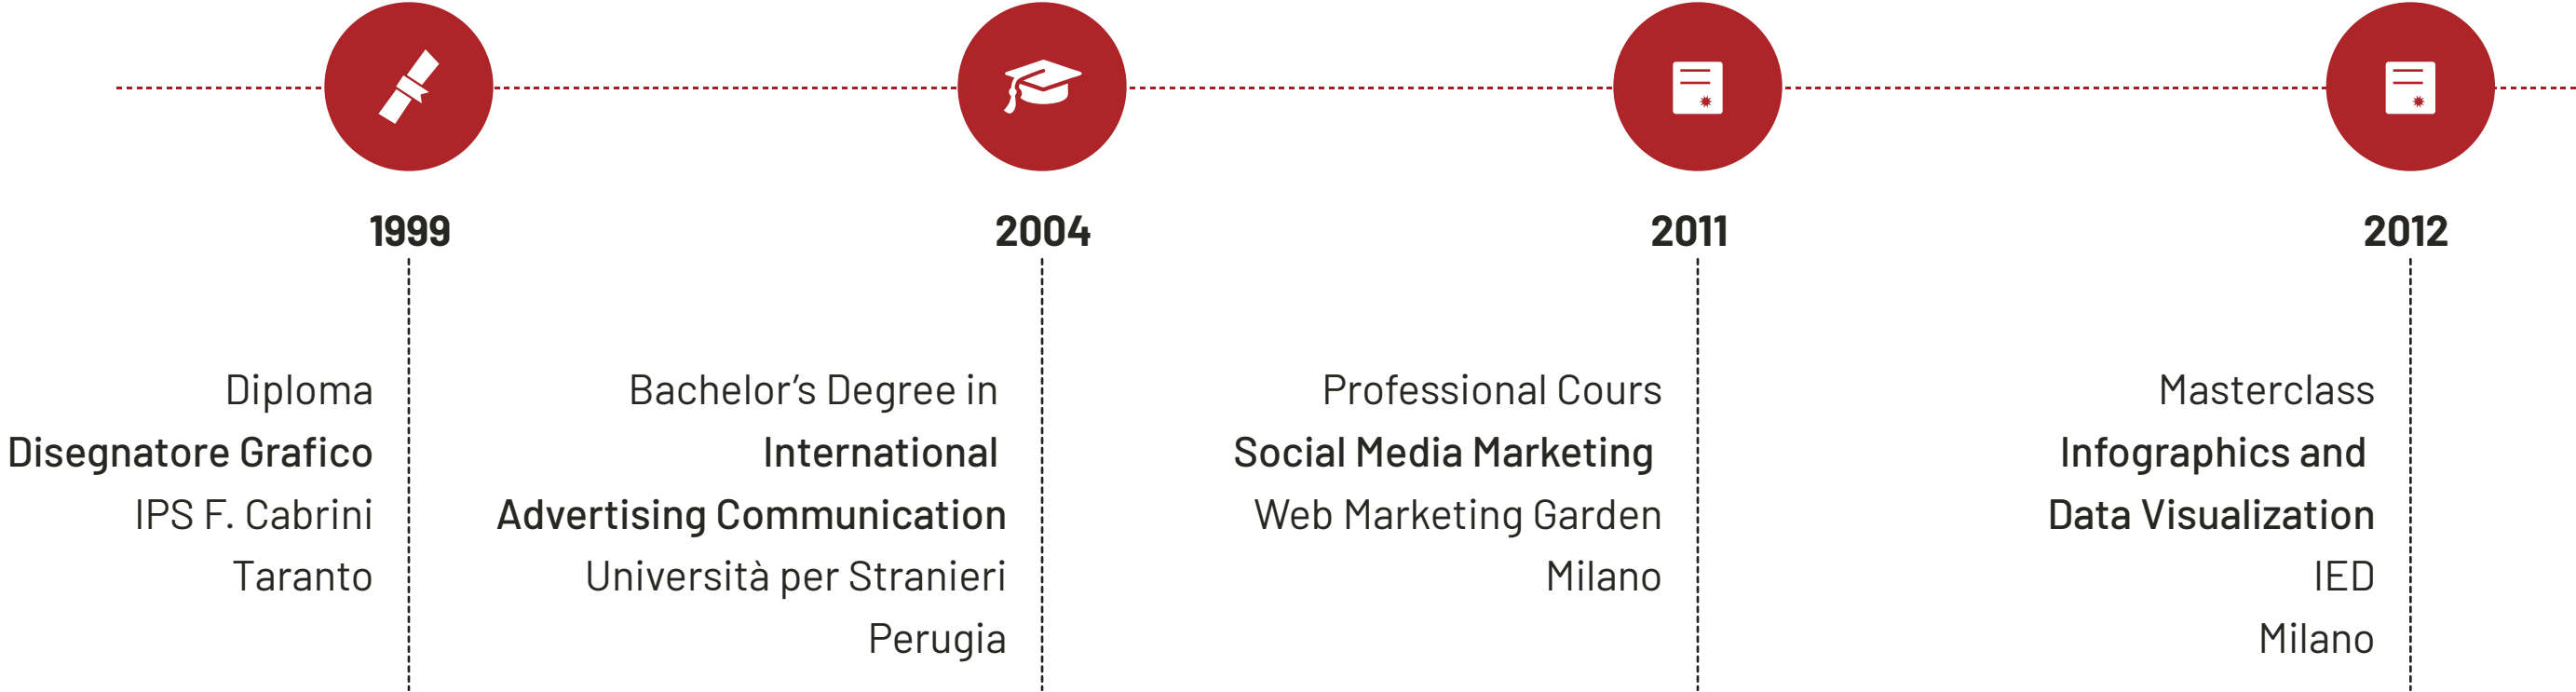 1999
Diploma
Disegnatore Grafico
IPS F. Cabrini
Taranto
2004
Bachelor’s Degree in
International
Advertising Communication
Università per Stranieri
Perugia
2011
Professional Cours
Social Media Marketing
Web Marketing Garden
Milano
2012
Masterclass
Infographics and
Data Visualization
IED
Milano